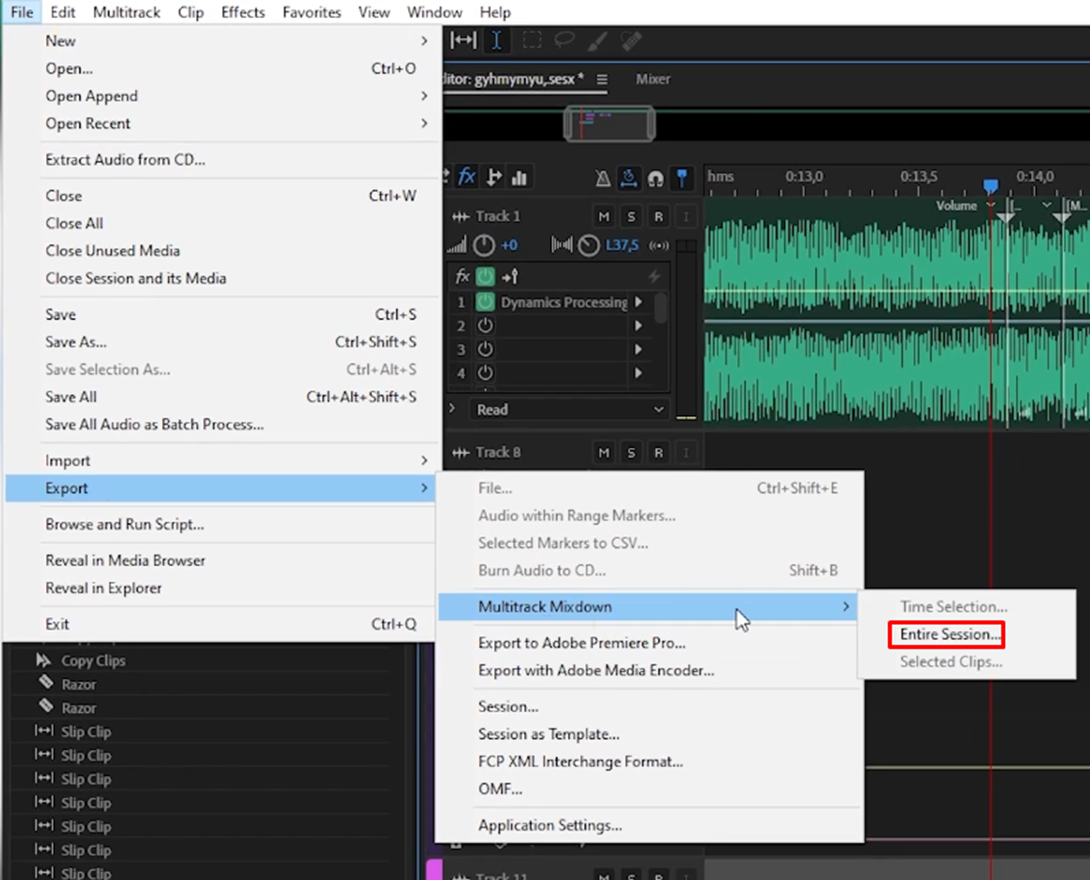 File Edit Multitrack Clip Effects Favorites View Window Help
New
Open... Ctrl+O
Open Append
Open Recent
Extract Audio from CD...
Close Ctrl+W
Close All
Close Unused Media
Close Session and its Media
Save Ctrl+S
Save As... Ctrl+Shift+S
Save Selection As... Ctrl+Alt+S
Save All Ctrl+Alt+Shift+S
Save All Audio as Batch Process...
Import
Export
Browse and Run Script...
Reveal in Media Browser
Reveal in Explorer
Exit Ctrl+Q
Copy Clips
Razor
Razor
Slip Clip
Slip Clip
Slip Clip
Slip Clip
Slip Clip
Slip Clip
Slip Clip
ditor: gyhmymyu,.sesx * Mixer
fx
hms 0:13,0 0:13,5 0:14,0
Track 1 M S R I
Volume [... [M...
+0 L37,5
fx
1 Dynamics Processing
2
3
4
Read
Track 8 M S R I
File... Ctrl+Shift+E
Audio within Range Markers...
Selected Markers to CSV...
Burn Audio to CD... Shift+B
Multitrack Mixdown
Export to Adobe Premiere Pro...
Export with Adobe Media Encoder...
Session...
Session as Template...
FCP XML Interchange Format...
OMF...
Application Settings...
Time Selection...
Entire Session...
Selected Clips...
Track 11 M S R I